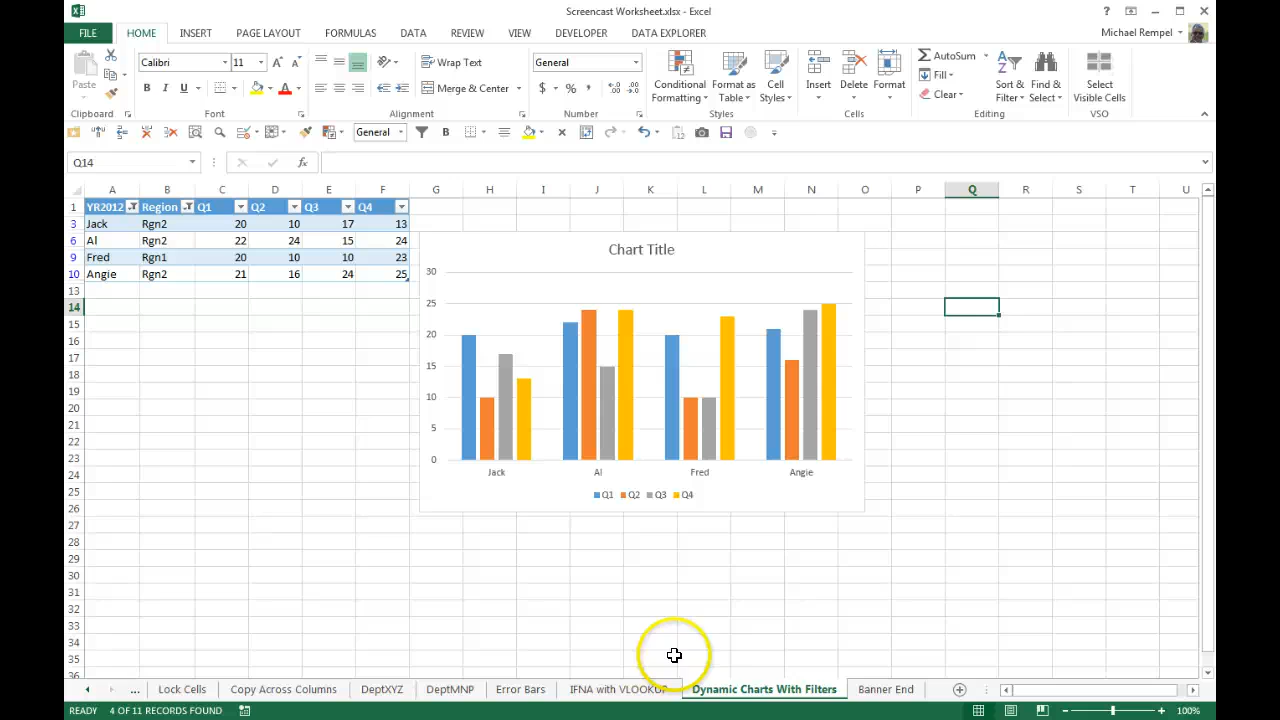 Screencast Worksheet.xlsx - Excel
FILE HOME INSERT PAGE LAYOUT FORMULAS DATA REVIEW VIEW DEVELOPER DATA EXPLORER Michael Rempel
Paste
Calibri 11
B I U A
Wrap Text
Merge & Center
General
$ % ,
Conditional Formatting
Format as Table
Cell Styles
Insert
Delete
Format
AutoSum
Fill
Clear
Sort & Filter
Find & Select
Select Visible Cells
Clipboard Font Alignment Number Styles Cells Editing VSO
General B
Q14 fx
A B C D E F G H I J K L M N O P Q R S T U
1 YR2012 Region Q1 Q2 Q3 Q4
3 Jack Rgn2 20 10 17 13
6 Al Rgn2 22 24 15 24
9 Fred Rgn1 20 10 10 23
10 Angie Rgn2 21 16 24 25
13
14
15
16
17
18
19
20
21
22
23
24
25
26
27
28
29
30
31
32
33
34
35
36
Chart Title
30
25
20
15
10
5
0
Jack Al Fred Angie
Q1 Q2 Q3 Q4
... Lock Cells Copy Across Columns DeptXYZ DeptMNP Error Bars IFNA with VLOOKUP Dynamic Charts With Filters Banner End
READY 4 OF 11 RECORDS FOUND 100%